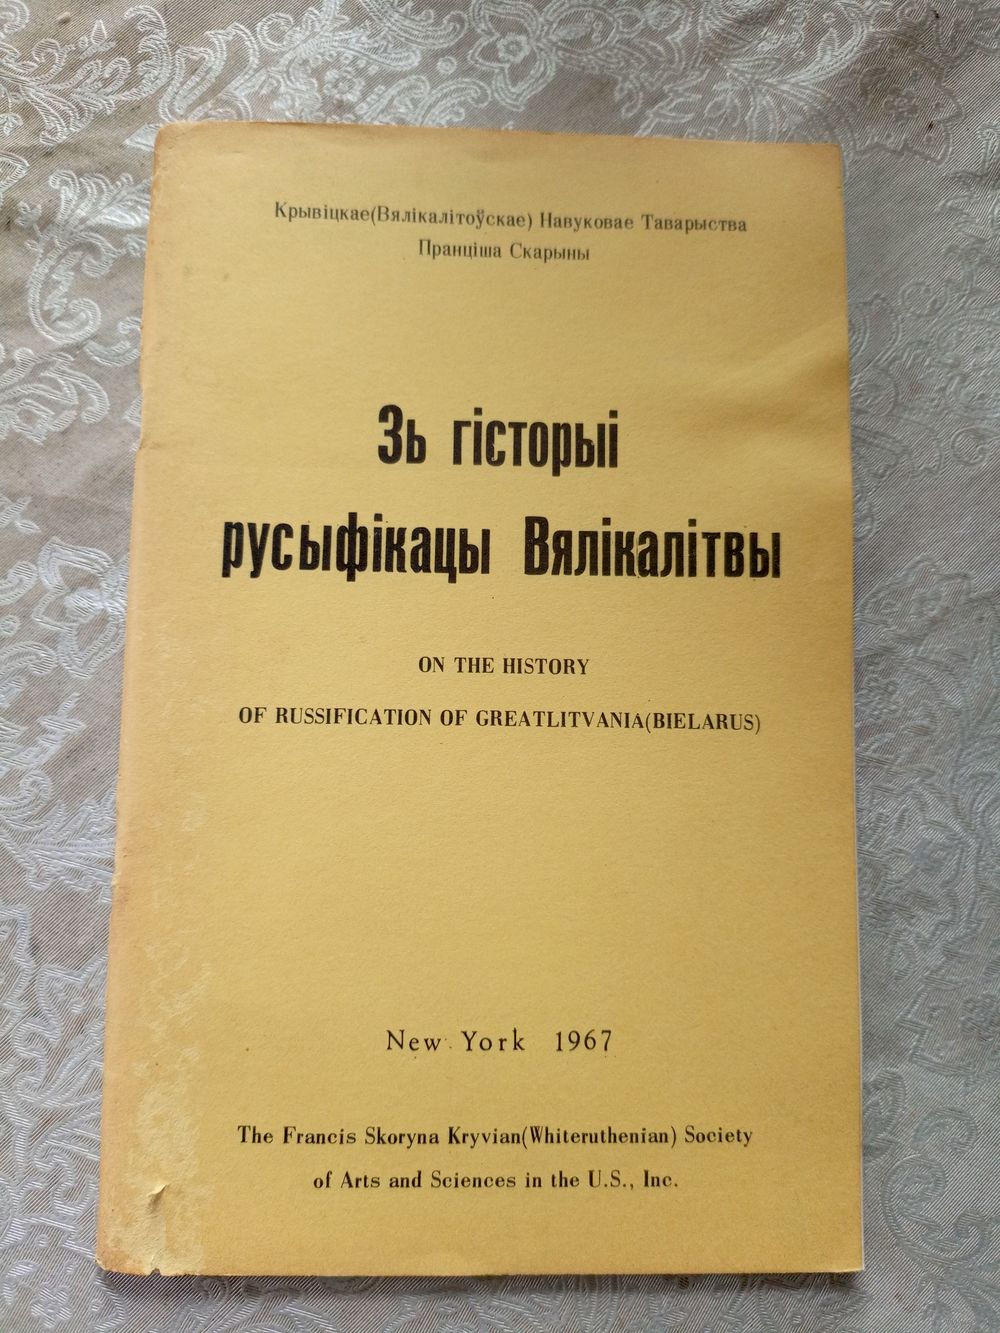 Крывіцкае(Вялікалітоўскае) Навуковае Таварыства
Пранціша Скарыны
Зь гісторыі
русыфікацы Вялікалітвы
ON THE HISTORY
OF RUSSIFICATION OF GREATLITVANIA(BIELARUS)
New York 1967
The Francis Skoryna Kryvian(Whiteruthenian) Society
of Arts and Sciences in the U.S., Inc.